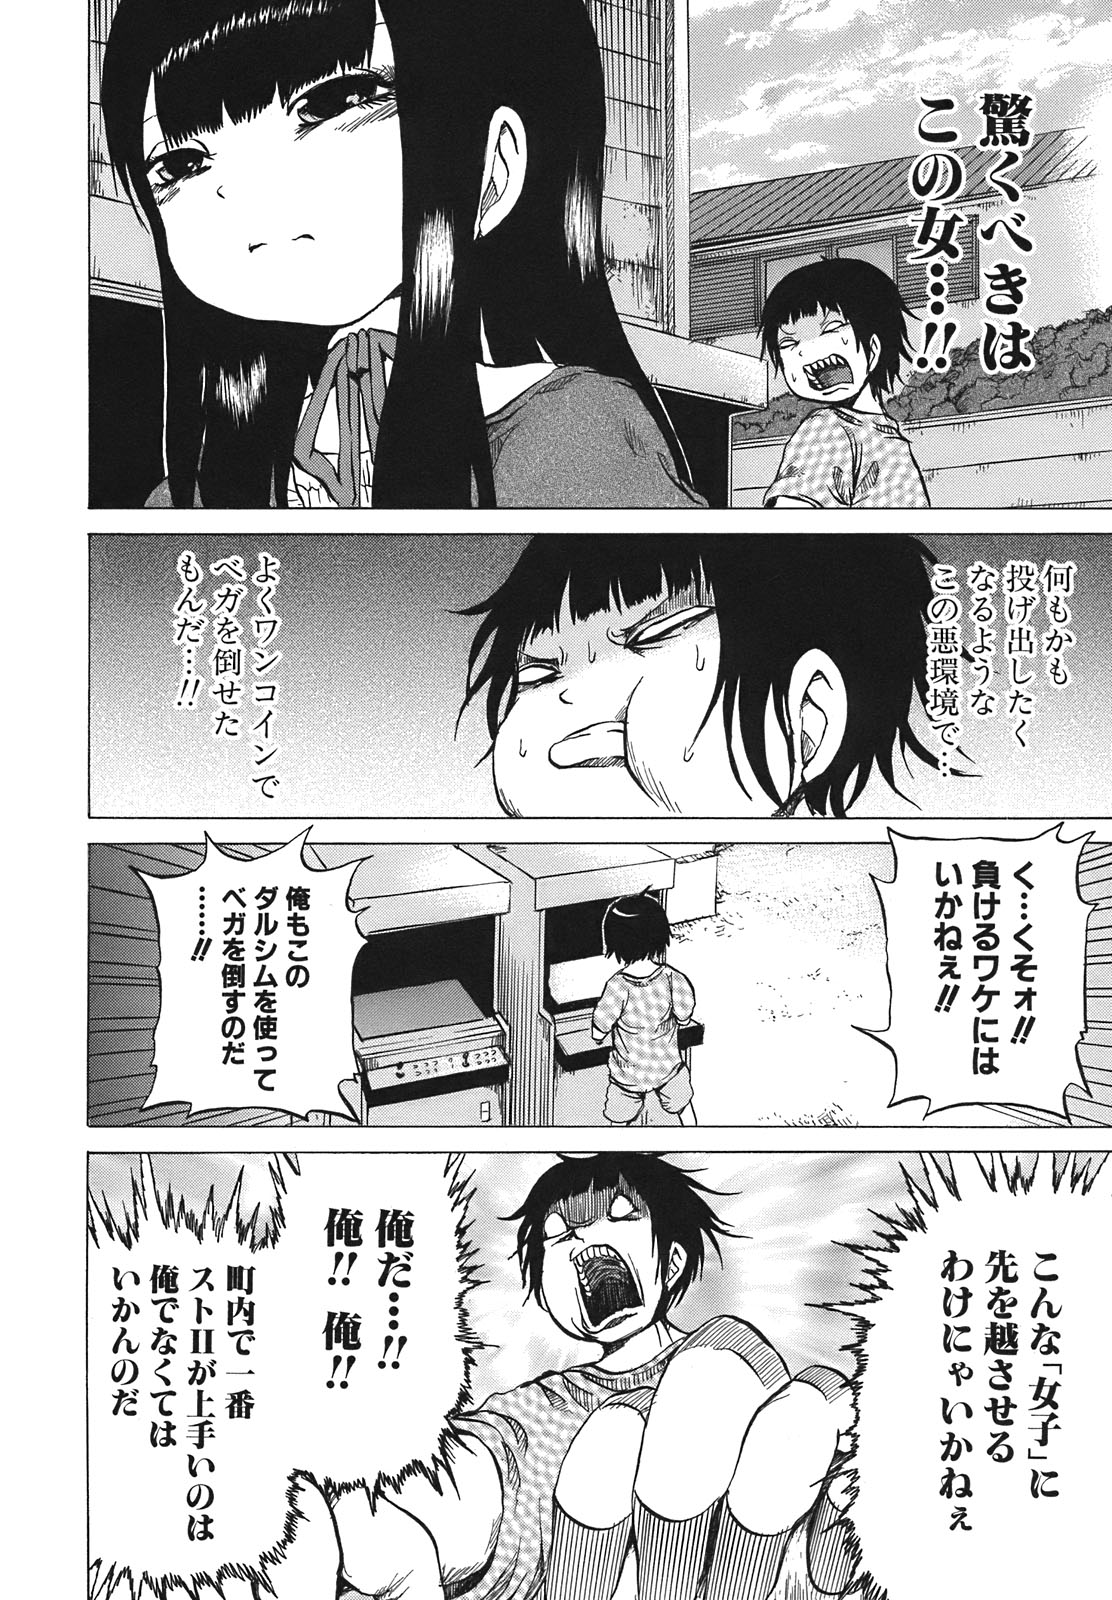 驚くべきは
この女…!!
何もかも
投げ出したく
なるような
この悪環境で…
よくワンコインで
ベガを倒せた
もんだ…!!
く…くそォ!!
負けるワケには
いかねぇ!!
俺もこの
ダルシムを使って
ベガを倒すのだ
……!!
こんな「女子」に
先を越させる
わけにゃいかねぇ
俺だ…!!
俺!! 俺!!
町内で一番
ストIIが上手いのは
俺でなくては
いかんのだ